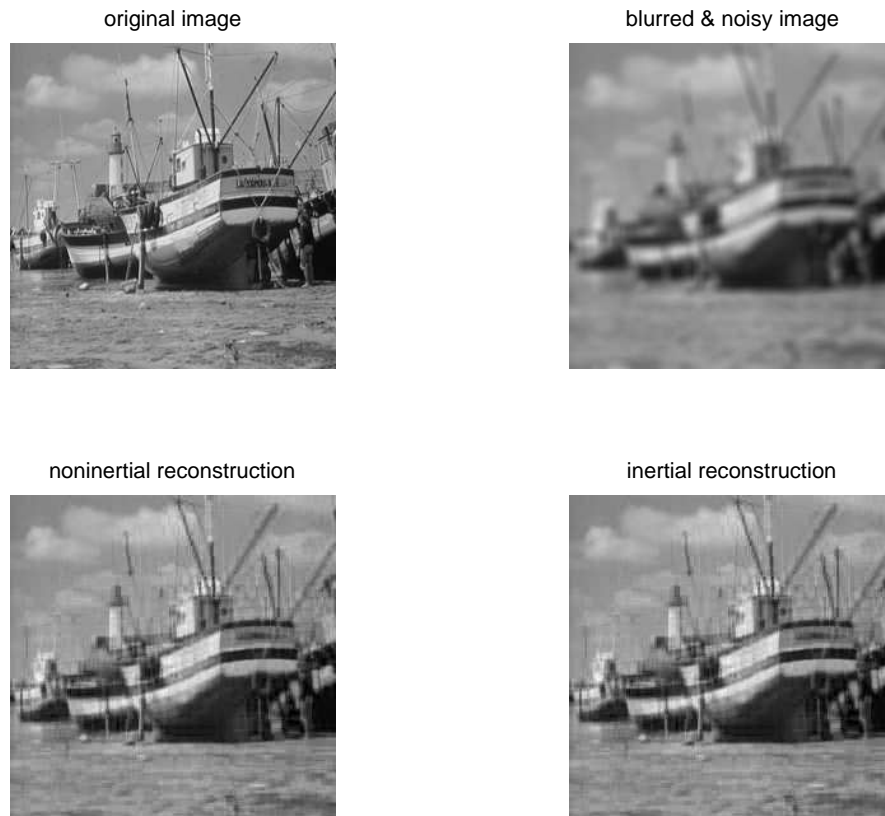 original image
blurred & noisy image
noninertial reconstruction
inertial reconstruction